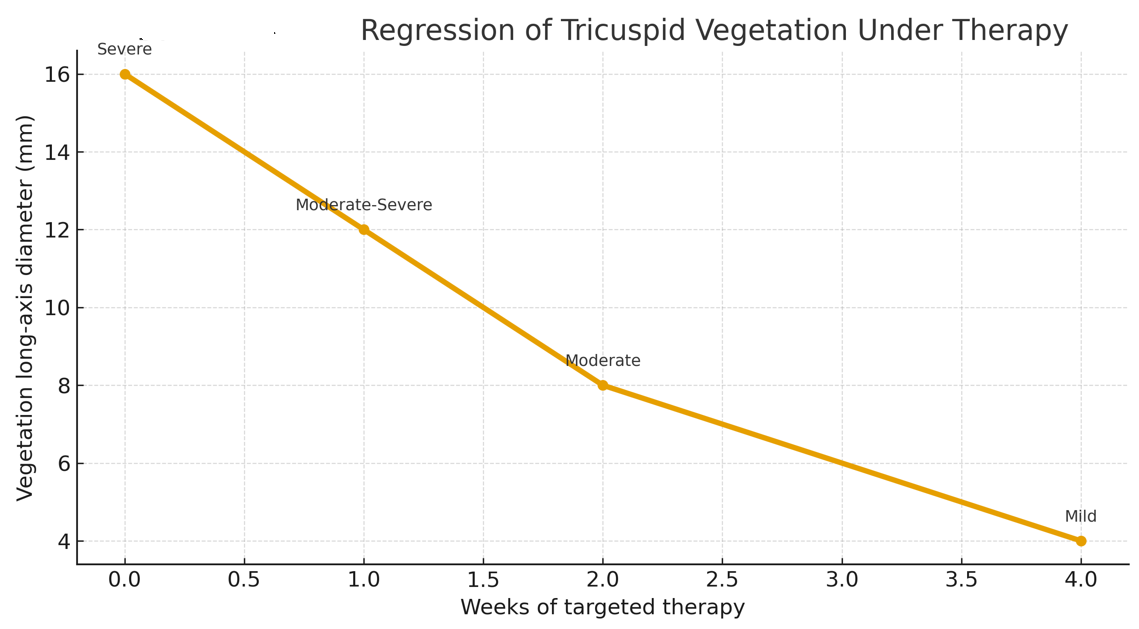 Regression of Tricuspid Vegetation Under Therapy
Severe
Moderate-Severe
Moderate
Mild
Vegetation long-axis diameter (mm)
16
14
12
10
8
6
4
0.0 0.5 1.0 1.5 2.0 2.5 3.0 3.5 4.0
Weeks of targeted therapy